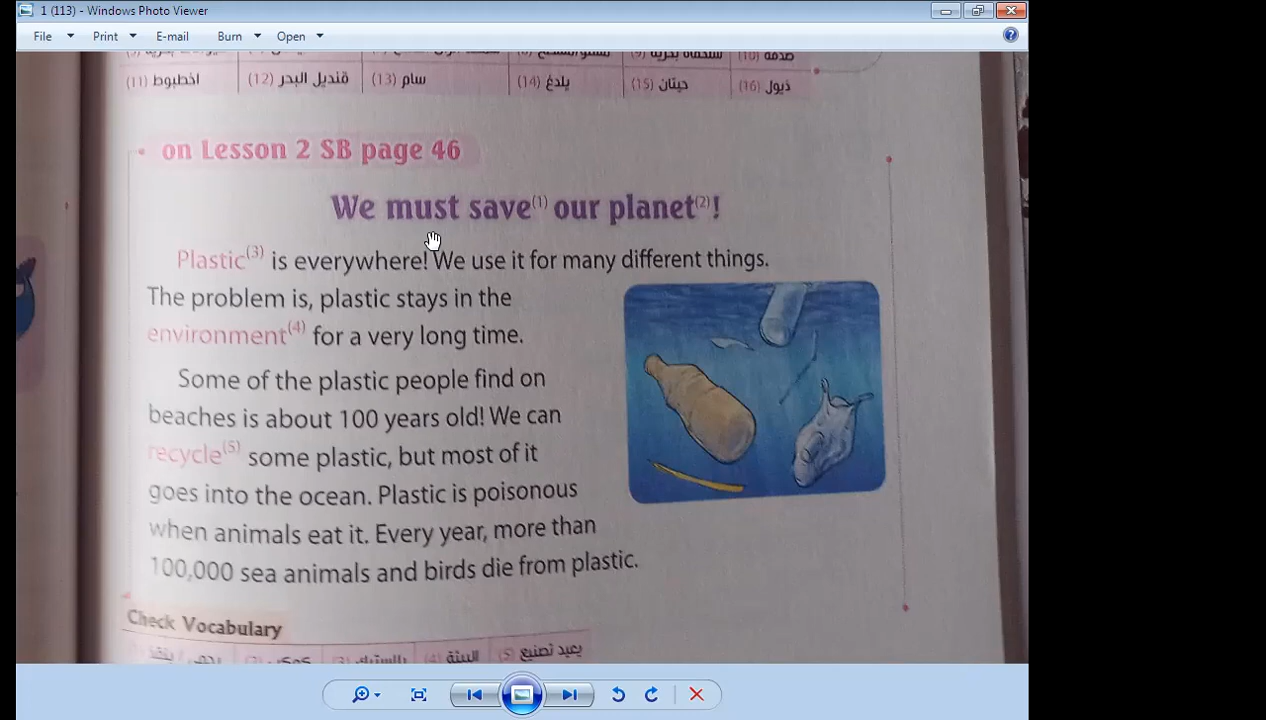 1 (113) - Windows Photo Viewer
File Print E-mail Burn Open
(11) اخطبوط (12) قنديل البحر (13) سام (14) يلدغ (15) حيتان (16) ذيول
on Lesson 2 SB page 46
We must save(1) our planet(2)!
Plastic(3) is everywhere! We use it for many different things.
The problem is, plastic stays in the
environment(4) for a very long time.
Some of the plastic people find on
beaches is about 100 years old! We can
recycle(5) some plastic, but most of it
goes into the ocean. Plastic is poisonous
when animals eat it. Every year, more than
100,000 sea animals and birds die from plastic.
Check Vocabulary
(4) البيئة (5) يعيد تصنيع